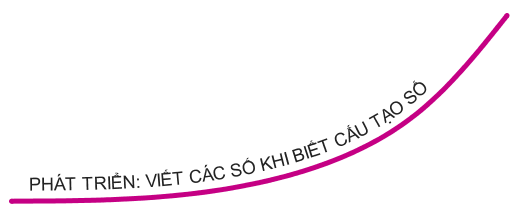 PHÁT TRIỂN: VIẾT CÁC SỐ KHI BIẾT CẤU TẠO SỐ